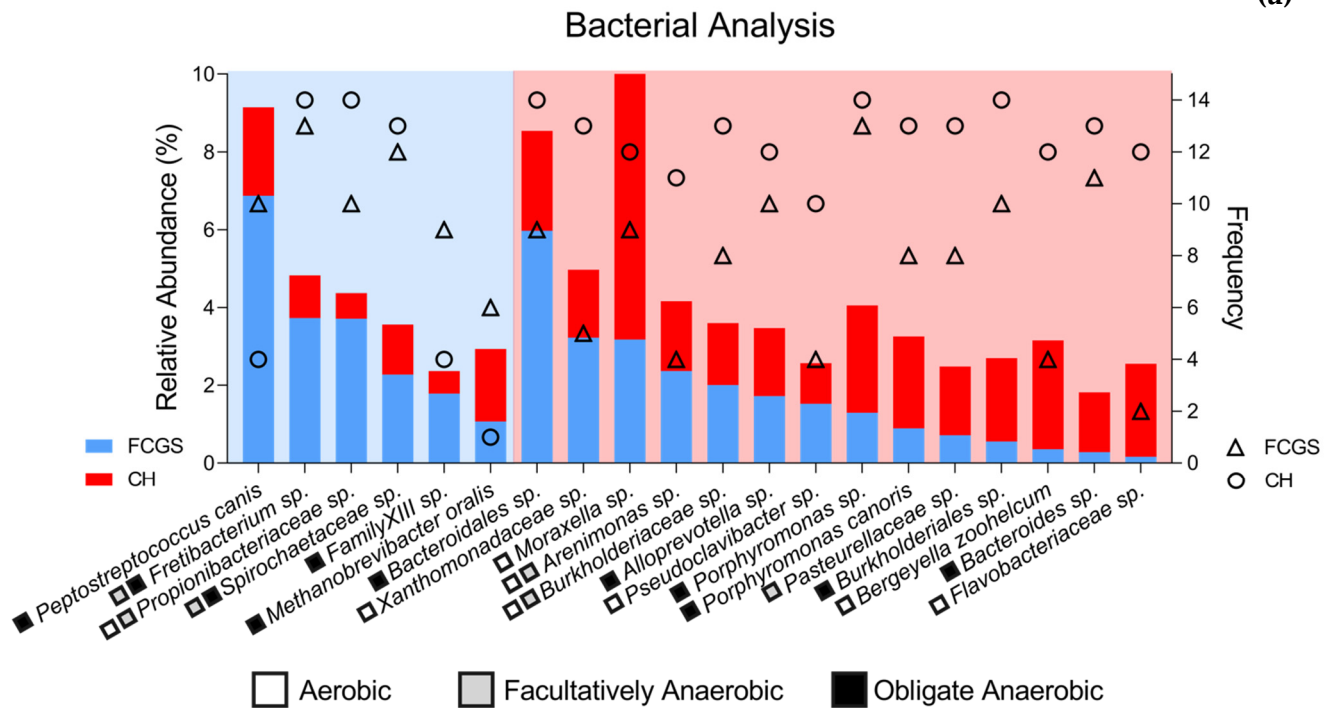 (a)
Bacterial Analysis
Relative Abundance (%)
10
8
6
4
2
0
14
12
10
8
6
4
2
0
Frequency
FCGS
CH
FCGS
CH
Peptostreptococcus canis
Fretibacterium sp.
Propionibacteriaceae sp.
Spirochaetaceae sp.
FamilyXIII sp.
Methanobrevibacter oralis
Bacteroidales sp.
Xanthomonadaceae sp.
Moraxella sp.
Arenimonas sp.
Burkholderiaceae sp.
Alloprevotella sp.
Pseudoclavibacter sp.
Porphyromonas sp.
Porphyromonas canoris
Pasteurellaceae sp.
Burkholderiales sp.
Bergeyella zoohelcum
Bacteroides sp.
Flavobacteriaceae sp.
Aerobic
Facultatively Anaerobic
Obligate Anaerobic